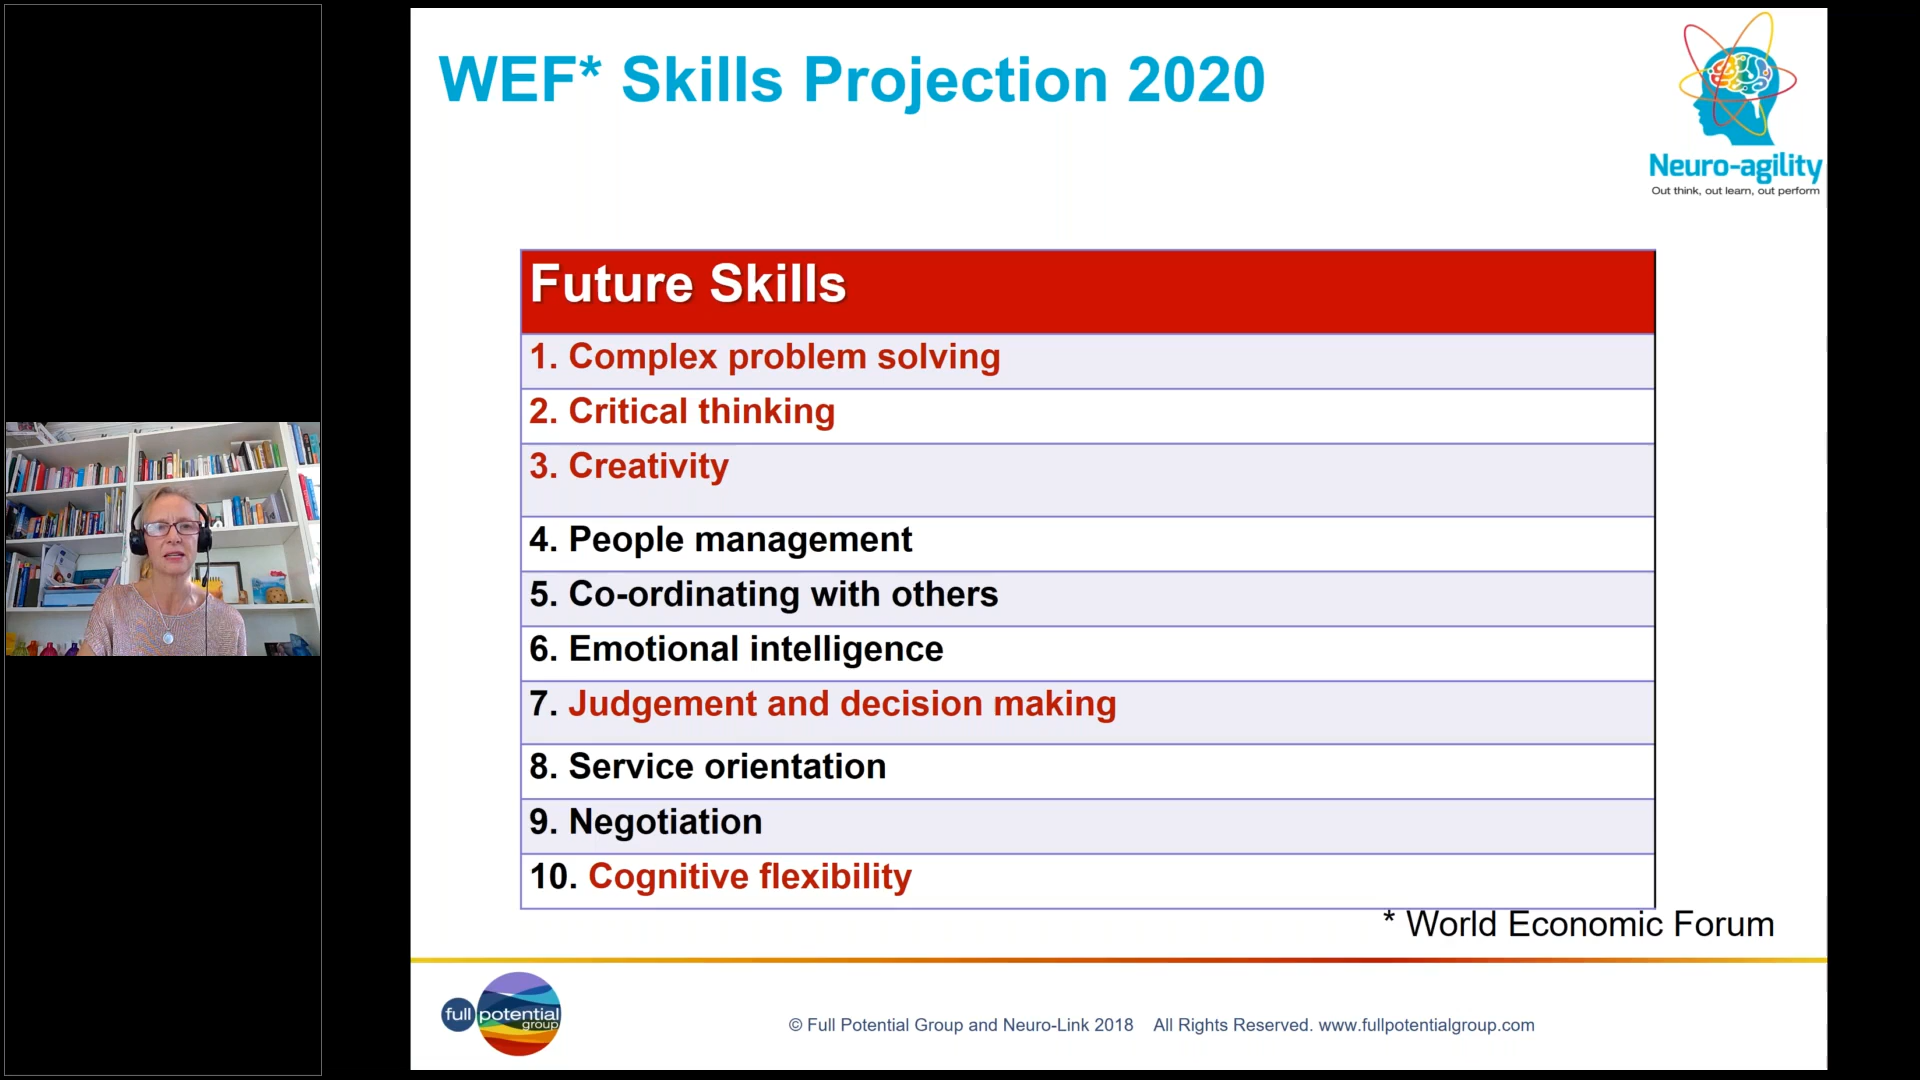 WEF* Skills Projection 2020
Neuro-agility
Out think, out learn, out perform
Future Skills
1. Complex problem solving
2. Critical thinking
3. Creativity
4. People management
5. Co-ordinating with others
6. Emotional intelligence
7. Judgement and decision making
8. Service orientation
9. Negotiation
10. Cognitive flexibility
* World Economic Forum
full potential
group
© Full Potential Group and Neuro-Link 2018 All Rights Reserved. www.fullpotentialgroup.com